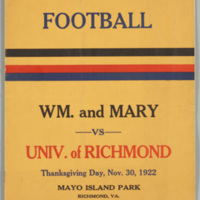 FOOTBALL
WM. and MARY
VS
UNIV. of RICHMOND
Thanksgiving Day, Nov. 30, 1922
MAYO ISLAND PARK
RICHMOND, VA.